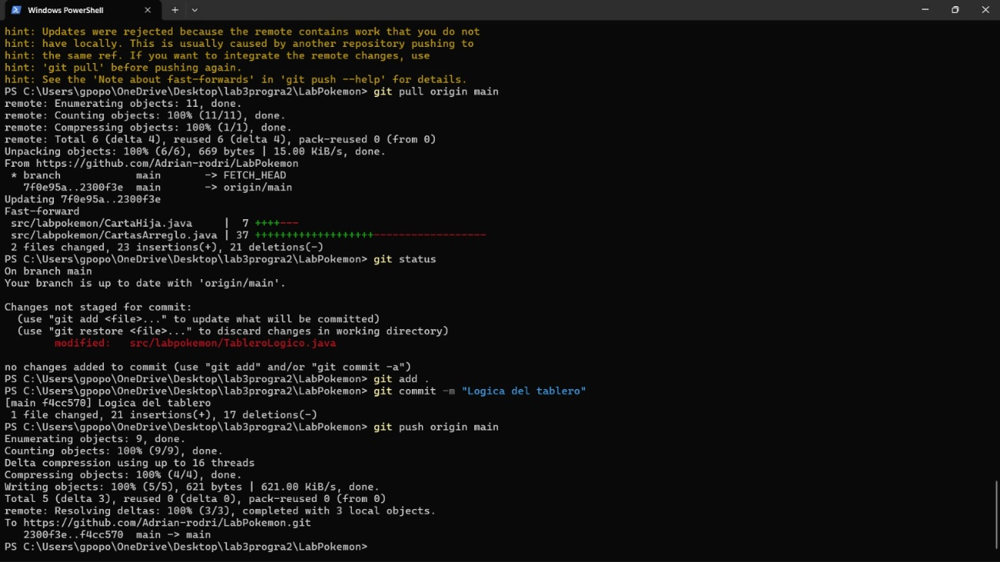 Windows PowerShell
hint: Updates were rejected because the remote contains work that you do not
hint: have locally. This is usually caused by another repository pushing to
hint: the same ref. If you want to integrate the remote changes, use
hint: 'git pull' before pushing again.
hint: See the 'Note about fast-forwards' in 'git push --help' for details.
PS C:\Users\gpopo\OneDrive\Desktop\lab3progra2\LabPokemon> git pull origin main
remote: Enumerating objects: 11, done.
remote: Counting objects: 100% (11/11), done.
remote: Compressing objects: 100% (1/1), done.
remote: Total 6 (delta 4), reused 6 (delta 4), pack-reused 0 (from 0)
Unpacking objects: 100% (6/6), 669 bytes | 15.00 KiB/s, done.
From https://github.com/Adrian-rodri/LabPokemon
 * branch            main       -> FETCH_HEAD
   7f0e95a..2300f3e  main       -> origin/main
Updating 7f0e95a..2300f3e
Fast-forward
 src/labpokemon/CartaHija.java     |  7 ++++---
 src/labpokemon/CartasArreglo.java | 37 +++++++++++++++++++------------------
 2 files changed, 23 insertions(+), 21 deletions(-)
PS C:\Users\gpopo\OneDrive\Desktop\lab3progra2\LabPokemon> git status
On branch main
Your branch is up to date with 'origin/main'.
Changes not staged for commit:
  (use "git add <file>..." to update what will be committed)
  (use "git restore <file>..." to discard changes in working directory)
        modified:   src/labpokemon/TableroLogico.java
no changes added to commit (use "git add" and/or "git commit -a")
PS C:\Users\gpopo\OneDrive\Desktop\lab3progra2\LabPokemon> git add .
PS C:\Users\gpopo\OneDrive\Desktop\lab3progra2\LabPokemon> git commit -m "Logica del tablero"
[main f4cc570] Logica del tablero
 1 file changed, 21 insertions(+), 17 deletions(-)
PS C:\Users\gpopo\OneDrive\Desktop\lab3progra2\LabPokemon> git push origin main
Enumerating objects: 9, done.
Counting objects: 100% (9/9), done.
Delta compression using up to 16 threads
Compressing objects: 100% (4/4), done.
Writing objects: 100% (5/5), 621 bytes | 621.00 KiB/s, done.
Total 5 (delta 3), reused 0 (delta 0), pack-reused 0 (from 0)
remote: Resolving deltas: 100% (3/3), completed with 3 local objects.
To https://github.com/Adrian-rodri/LabPokemon.git
   2300f3e..f4cc570  main -> main
PS C:\Users\gpopo\OneDrive\Desktop\lab3progra2\LabPokemon>